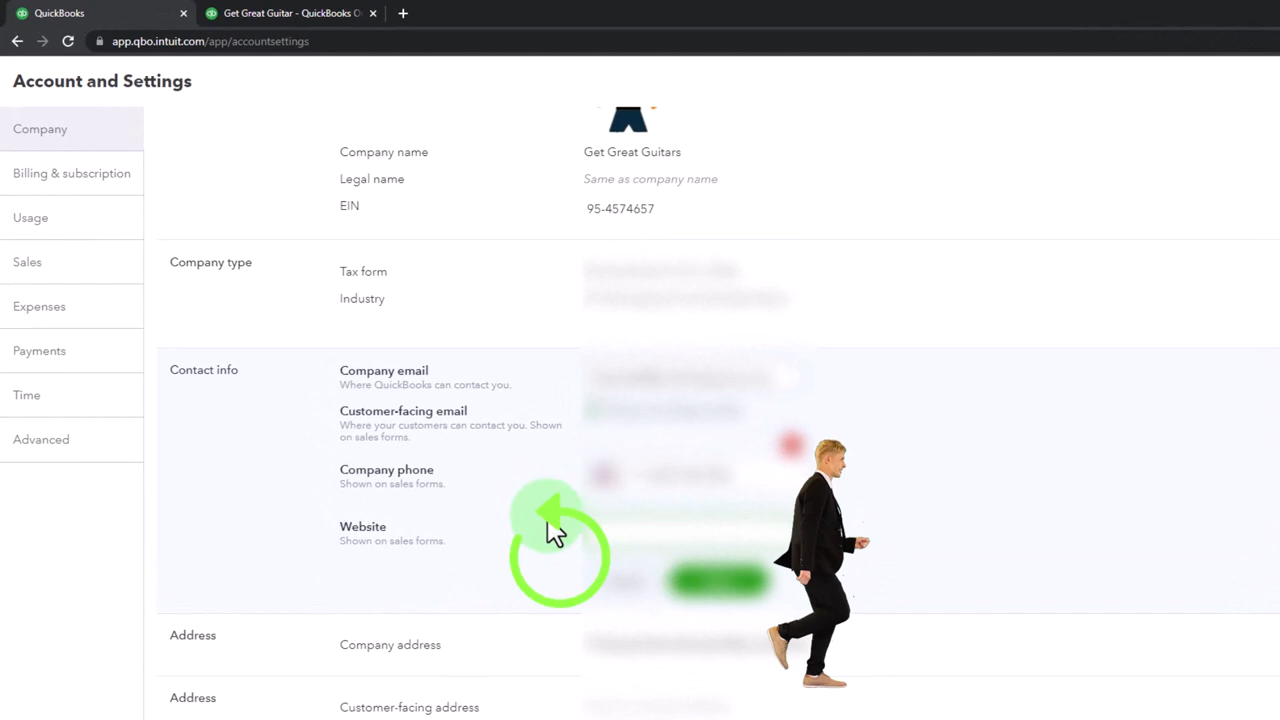 QuickBooks
Get Great Guitar - QuickBooks O
app.qbo.intuit.com/app/accountsettings
Account and Settings
Company
Billing & subscription
Usage
Sales
Expenses
Payments
Time
Advanced
Company name
Get Great Guitars
Legal name
Same as company name
EIN
95-4574657
Company type
Tax form
Industry
Contact info
Company email
Where QuickBooks can contact you.
Customer-facing email
Where your customers can contact you. Shown
on sales forms.
Company phone
Shown on sales forms.
Website
Shown on sales forms.
Address
Company address
Address
Customer-facing address